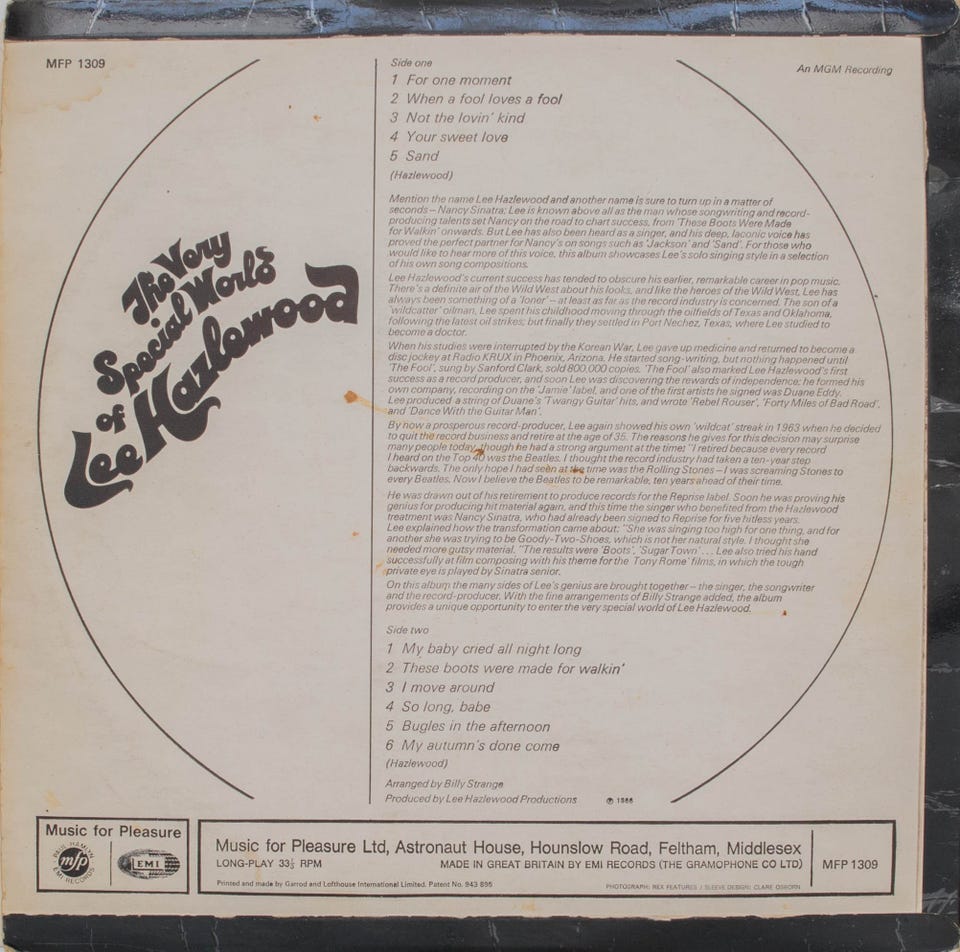 MFP 1309
An MGM Recording
The Very
Special World
of
Lee Hazlewood
Side one
1 For one moment
2 When a fool loves a fool
3 Not the lovin' kind
4 Your sweet love
5 Sand
(Hazlewood)
Mention the name Lee Hazlewood and another name is sure to turn up in a matter of
seconds – Nancy Sinatra; Lee is known above all as the man whose songwriting and record-
producing talents set Nancy on the road to chart success, from 'These Boots Were Made
for Walkin' onwards. But Lee has also been heard as a singer, and his deep, laconic voice has
proved the perfect partner for Nancy's on songs such as 'Jackson' and 'Sand'. For those who
would like to hear more of this voice, this album showcases Lee's solo singing style in a selection
of his own song compositions.
Lee Hazlewood's current success has tended to obscure his earlier, remarkable career in pop music.
There's a definite air of the Wild West about his looks, and like the heroes of the Wild West, Lee has
always been something of a 'loner' – at least as far as the record industry is concerned. The son of a
'wildcatter' oilman, Lee spent his childhood moving through the oilfields of Texas and Oklahoma,
following the latest oil strikes; but finally they settled in Port Nechez, Texas, where Lee studied to
become a doctor.
When his studies were interrupted by the Korean War, Lee gave up medicine and returned to become a
disc jockey at Radio KRUX in Phoenix, Arizona. He started song-writing, but nothing happened until
'The Fool', sung by Sanford Clark, sold 800,000 copies. 'The Fool' also marked Lee Hazlewood's first
success as a record producer, and soon Lee was discovering the rewards of independence; he formed his
own company, recording on the 'Jamie' label, and one of the first artists he signed was Duane Eddy.
Lee produced a string of Duane's 'Twangy Guitar' hits, and wrote 'Rebel Rouser', 'Forty Miles of Bad Road',
and 'Dance With the Guitar Man'.
By now a prosperous record-producer, Lee again showed his own 'wildcat' streak in 1963 when he decided
to quit the record business and retire at the age of 35. The reasons he gives for this decision may surprise
many people today, though he had a strong argument at the time! "I retired because every record
I heard on the Top 40 was the Beatles. I thought the record industry had taken a ten-year step
backwards. The only hope I had seen at the time was the Rolling Stones – I was screaming Stones to
every Beatles. Now I believe the Beatles to be remarkable, ten years ahead of their time.
He was drawn out of his retirement to produce records for the Reprise label. Soon he was proving his
genius for producing hit material again, and this time the singer who benefited from the Hazlewood
treatment was Nancy Sinatra, who had already been signed to Reprise for five hitless years.
Lee explained how the transformation came about: "She was singing too high for one thing, and for
another she was trying to be Goody-Two-Shoes, which is not her natural style. I thought she
needed more gutsy material. "The results were 'Boots', 'Sugar Town' . . . Lee also tried his hand
successfully at film composing with his theme for the 'Tony Rome' films, in which the tough
private eye is played by Sinatra senior.
On this album the many sides of Lee's genius are brought together – the singer, the songwriter
and the record-producer. With the fine arrangements of Billy Strange added, the album
provides a unique opportunity to enter the very special world of Lee Hazlewood.
Side two
1 My baby cried all night long
2 These boots were made for walkin'
3 I move around
4 So long, babe
5 Bugles in the afternoon
6 My autumn's done come
(Hazlewood)
Arranged by Billy Strange
Produced by Lee Hazlewood Productions
℗ 1966
Music for Pleasure
PAUL HAMLYN
mfp
EMI RECORDS
EMI
Music for Pleasure Ltd, Astronaut House, Hounslow Road, Feltham, Middlesex
LONG-PLAY 33⅓ RPM
MADE IN GREAT BRITAIN BY EMI RECORDS (THE GRAMOPHONE CO LTD)
MFP 1309
Printed and made by Garrod and Lofthouse International Limited. Patent No. 943 895
PHOTOGRAPH: REX FEATURES / SLEEVE DESIGN: CLARE OSBORN